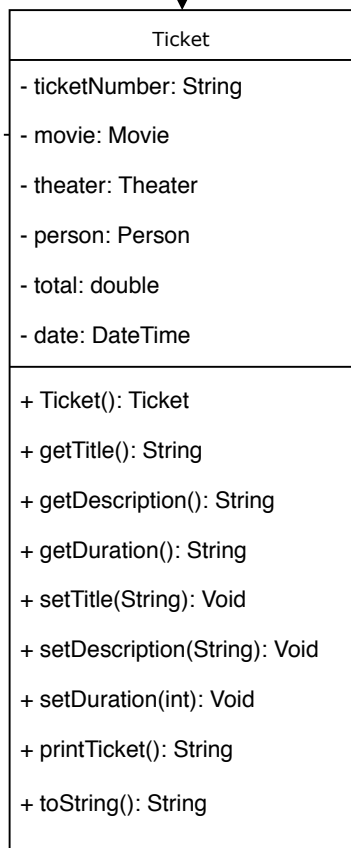 Ticket
- ticketNumber: String
- movie: Movie
- theater: Theater
- person: Person
- total: double
- date: DateTime
+ Ticket(): Ticket
+ getTitle(): String
+ getDescription(): String
+ getDuration(): String
+ setTitle(String): Void
+ setDescription(String): Void
+ setDuration(int): Void
+ printTicket(): String
+ toString(): String